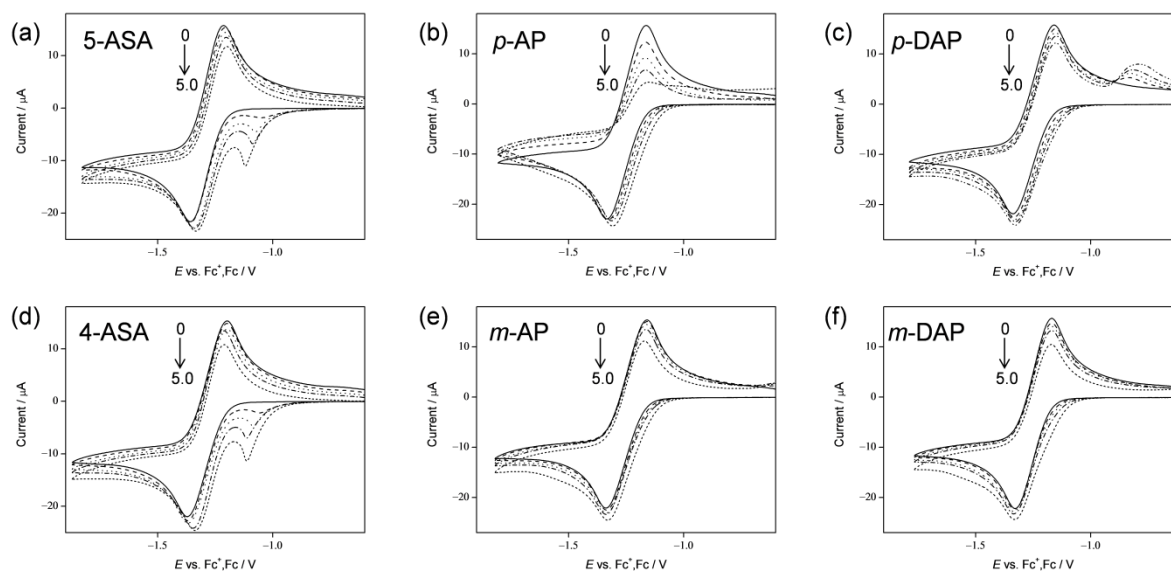 (a) 5-ASA
0
5.0
10
0
−10
−20
Current / μA
−1.5 −1.0
E vs. Fc⁺,Fc / V
(b) p-AP
0
5.0
10
0
−10
−20
Current / μA
−1.5 −1.0
E vs. Fc⁺,Fc / V
(c) p-DAP
0
5.0
10
0
−10
−20
Current / μA
−1.5 −1.0
E vs. Fc⁺,Fc / V
(d) 4-ASA
0
5.0
10
0
−10
−20
Current / μA
−1.5 −1.0
E vs. Fc⁺,Fc / V
(e) m-AP
0
5.0
10
0
−10
−20
Current / μA
−1.5 −1.0
E vs. Fc⁺,Fc / V
(f) m-DAP
0
5.0
10
0
−10
−20
Current / μA
−1.5 −1.0
E vs. Fc⁺,Fc / V